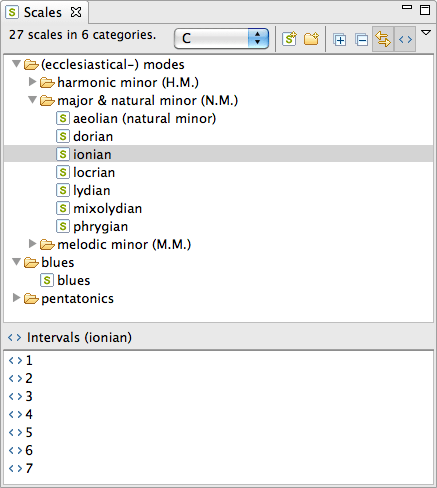 Scales
27 scales in 6 categories.
C
(ecclesiastical-) modes
harmonic minor (H.M.)
major & natural minor (N.M.)
S aeolian (natural minor)
S dorian
S ionian
S locrian
S lydian
S mixolydian
S phrygian
melodic minor (M.M.)
blues
S blues
pentatonics
<> Intervals (ionian)
<> 1
<> 2
<> 3
<> 4
<> 5
<> 6
<> 7